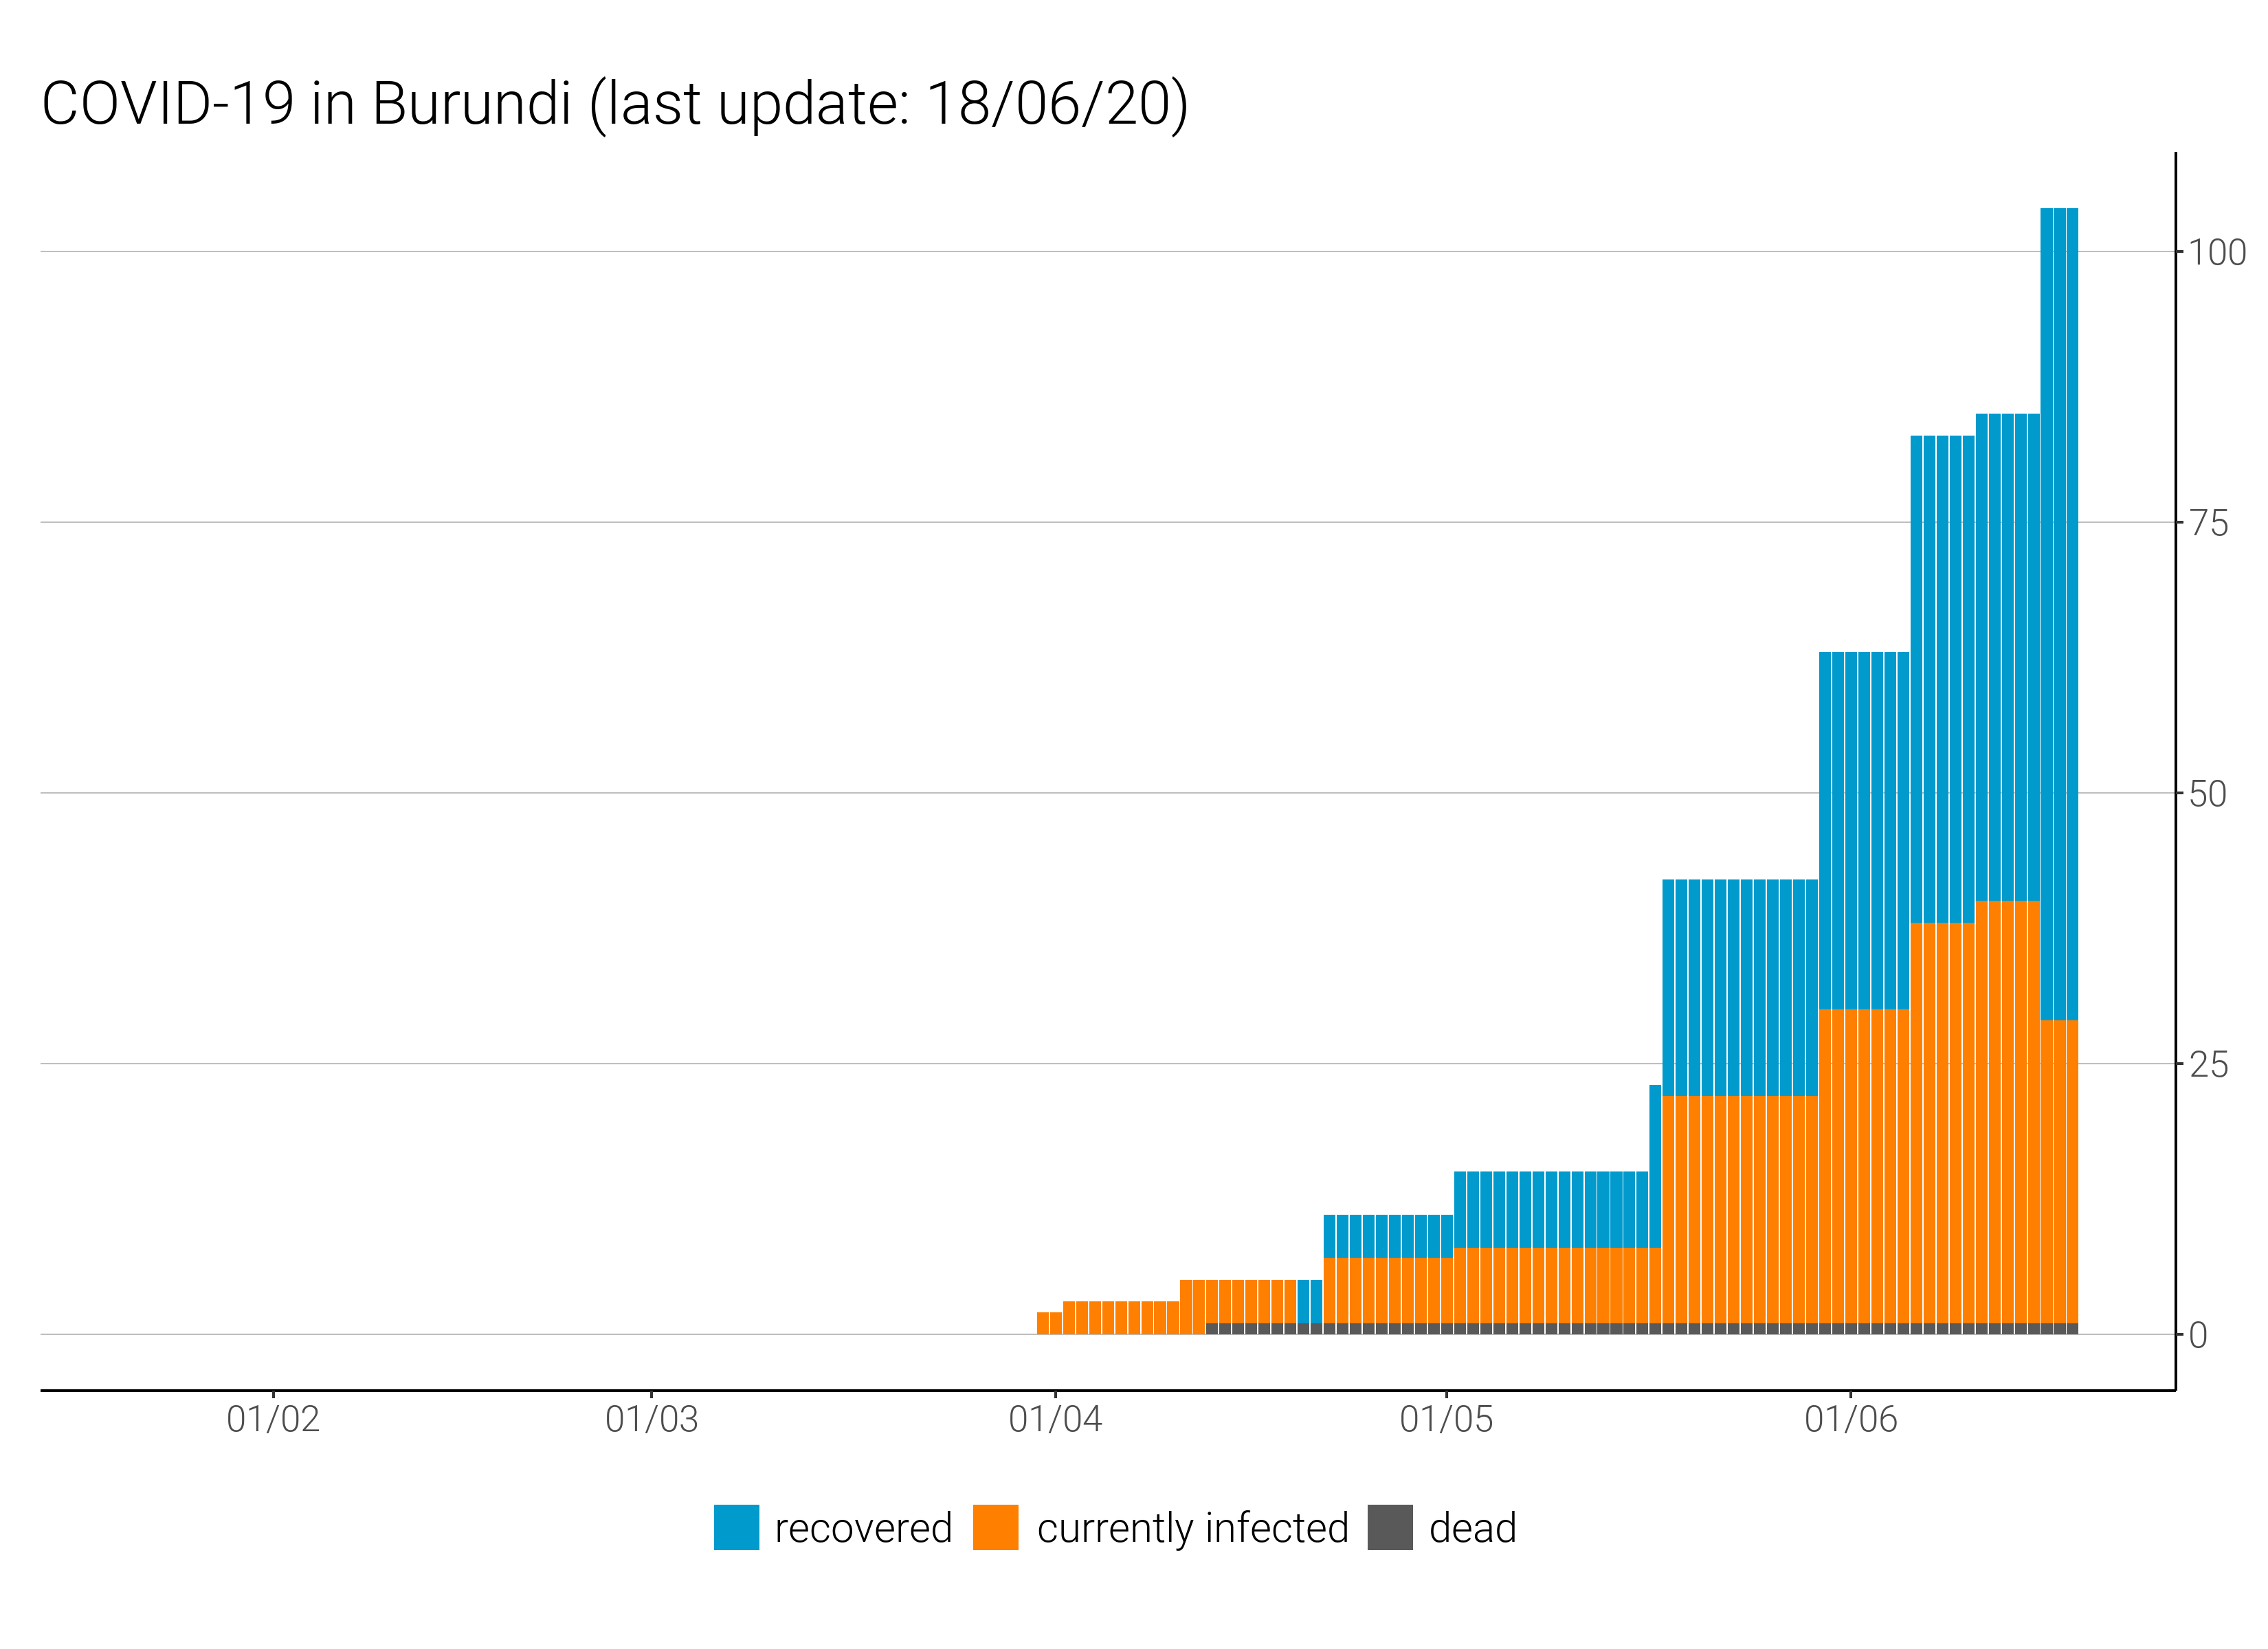 COVID-19 in Burundi (last update: 18/06/20)
100
75
50
25
0
01/02 01/03 01/04 01/05 01/06
recovered currently infected dead